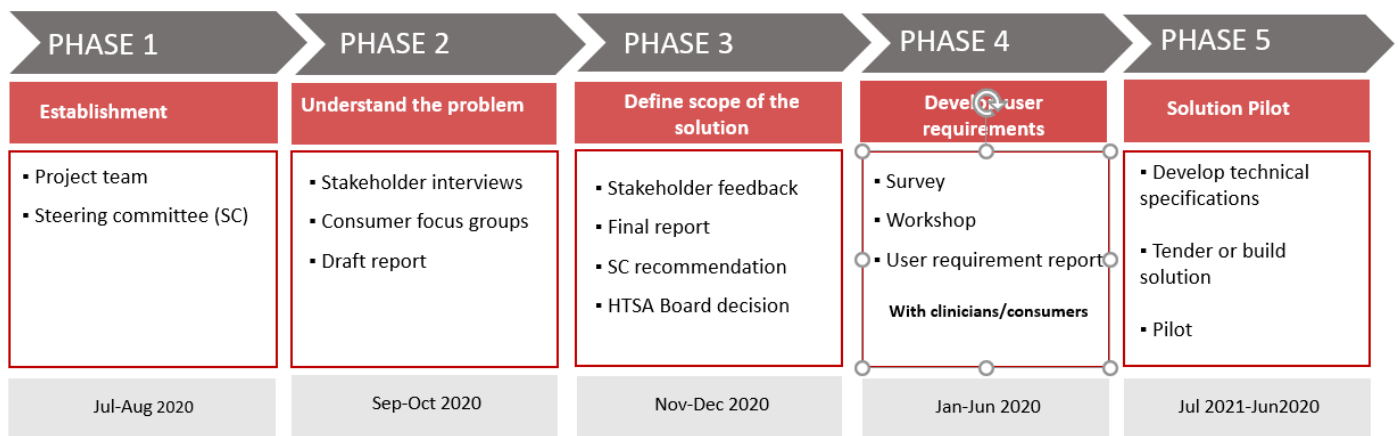 PHASE 1
PHASE 2
PHASE 3
PHASE 4
PHASE 5
Establishment
Understand the problem
Define scope of the
solution
Develop user
requirements
Solution Pilot
▪ Project team
▪ Steering committee (SC)
▪ Stakeholder interviews
▪ Consumer focus groups
▪ Draft report
▪ Stakeholder feedback
▪ Final report
▪ SC recommendation
▪ HTSA Board decision
▪ Survey
▪ Workshop
▪ User requirement report
With clinicians/consumers
▪ Develop technical
specifications
▪ Tender or build
solution
▪ Pilot
Jul-Aug 2020
Sep-Oct 2020
Nov-Dec 2020
Jan-Jun 2020
Jul 2021-Jun2020